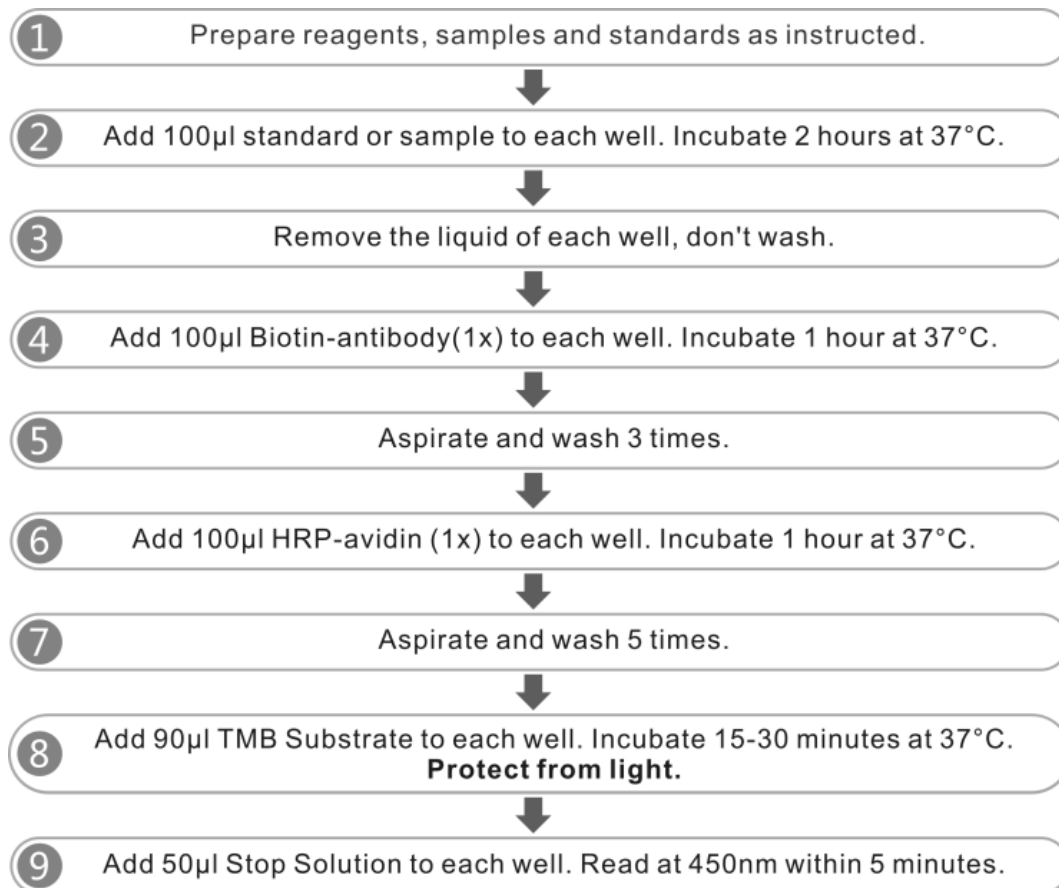 1 Prepare reagents, samples and standards as instructed.
2 Add 100µl standard or sample to each well. Incubate 2 hours at 37°C.
3 Remove the liquid of each well, don't wash.
4 Add 100µl Biotin-antibody(1x) to each well. Incubate 1 hour at 37°C.
5 Aspirate and wash 3 times.
6 Add 100µl HRP-avidin (1x) to each well. Incubate 1 hour at 37°C.
7 Aspirate and wash 5 times.
8 Add 90µl TMB Substrate to each well. Incubate 15-30 minutes at 37°C.
Protect from light.
9 Add 50µl Stop Solution to each well. Read at 450nm within 5 minutes.